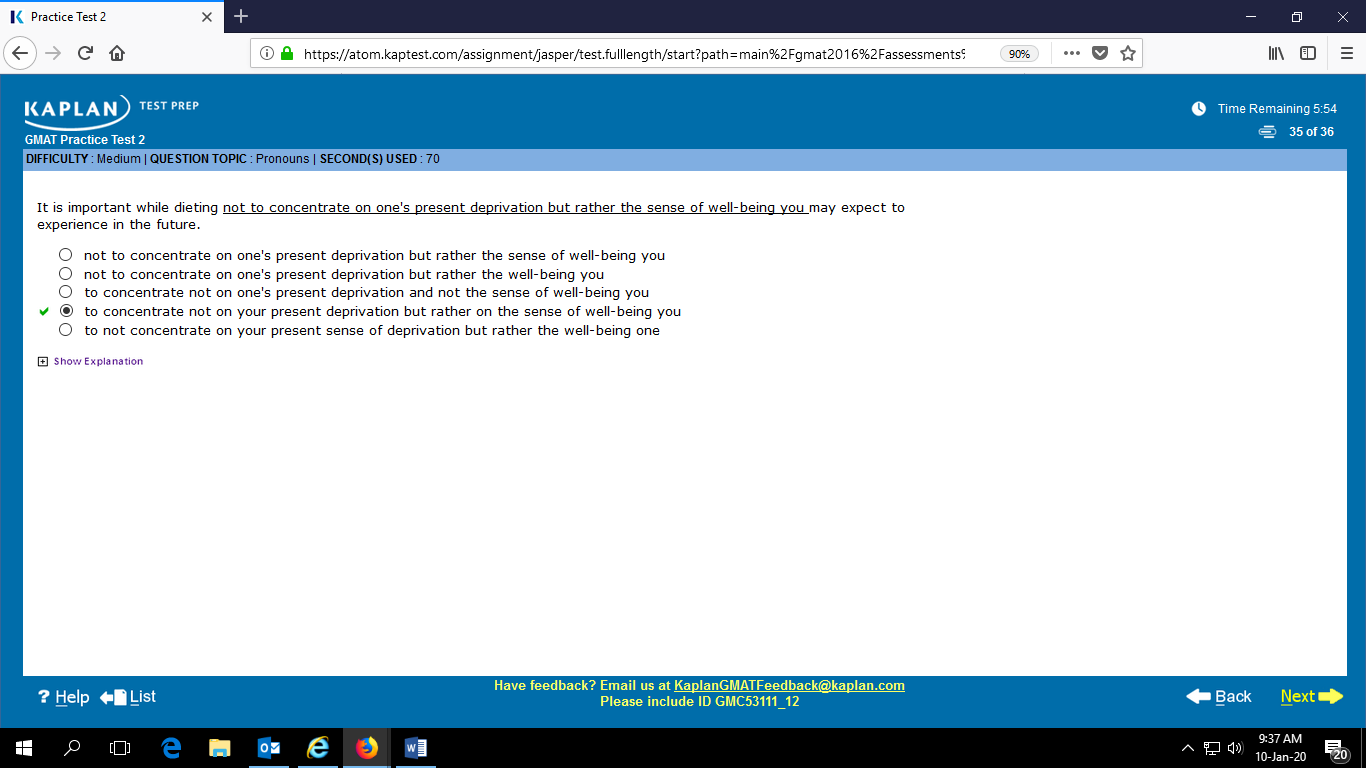 Practice Test 2
https://atom.kaptest.com/assignment/jasper/test.fulllength/start?path=main%2Fgmat2016%2Fassessments%
90%
KAPLAN TEST PREP
Time Remaining 5:54
GMAT Practice Test 2
35 of 36
DIFFICULTY : Medium | QUESTION TOPIC : Pronouns | SECOND(S) USED : 70
It is important while dieting not to concentrate on one's present deprivation but rather the sense of well-being you may expect to
experience in the future.
not to concentrate on one's present deprivation but rather the sense of well-being you
not to concentrate on one's present deprivation but rather the well-being you
to concentrate not on one's present deprivation and not the sense of well-being you
to concentrate not on your present deprivation but rather on the sense of well-being you
to not concentrate on your present sense of deprivation but rather the well-being one
Show Explanation
Have feedback? Email us at KaplanGMATFeedback@kaplan.com
Please include ID GMC53111_12
? Help List
Back Next
9:37 AM
10-Jan-20
20